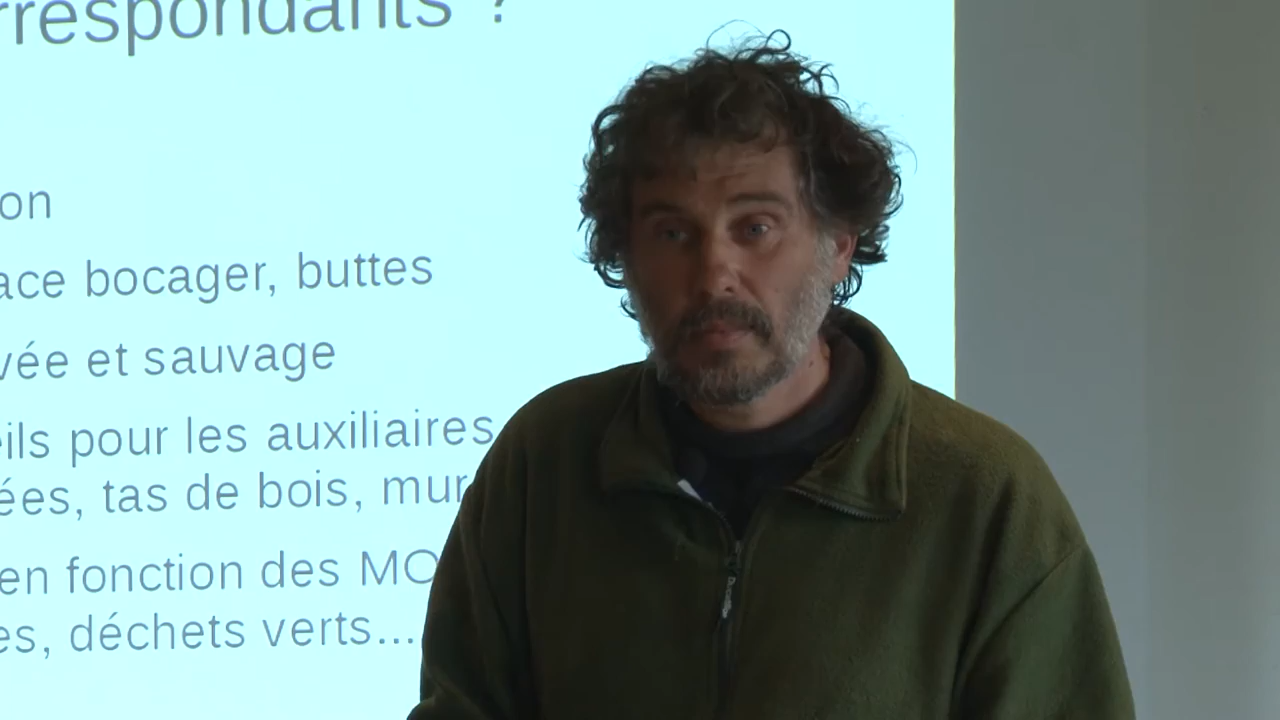 rrespondants ?
on
ace bocager, buttes
vée et sauvage
eils pour les auxiliaires
ées, tas de bois, mur
en fonction des MO
es, déchets verts...